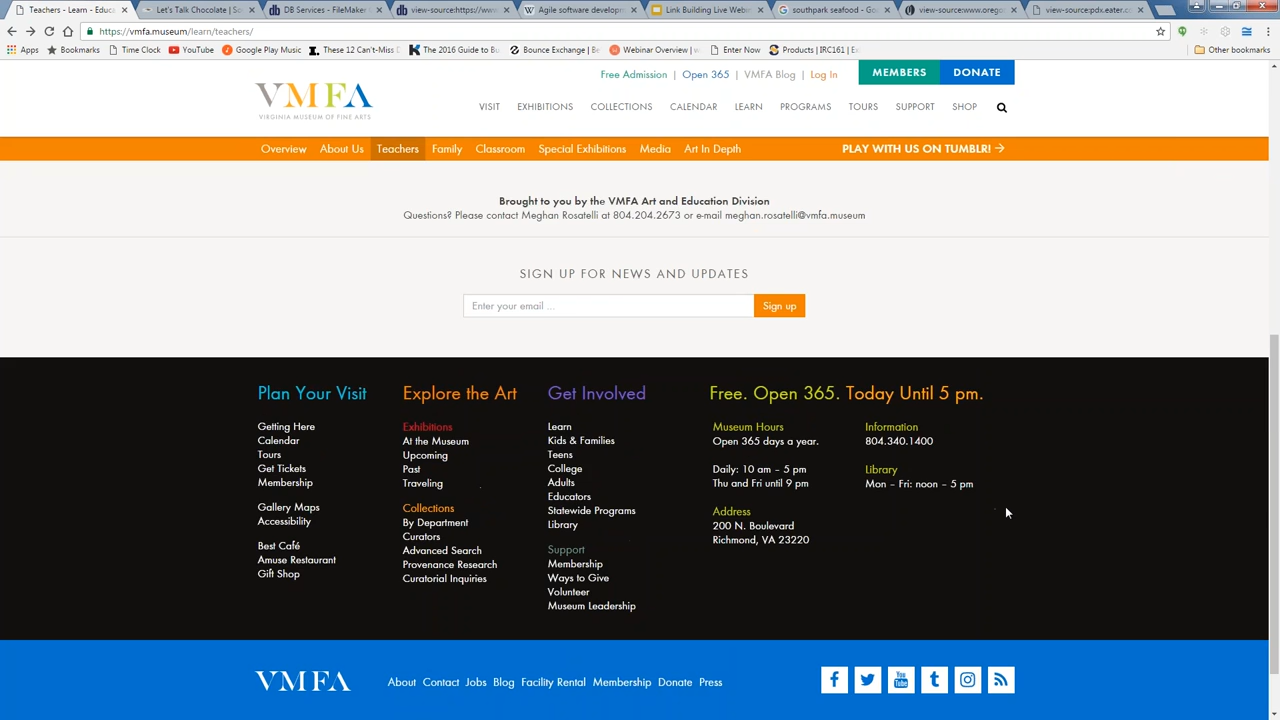 Teachers - Learn - Educa
Let's Talk Chocolate | So
DB Services - FileMaker
view-source:https://www
Agile software developm
Link Building Live Webin
southpark seafood - Goo
view-source:www.orego
view-source:pdx.eater.c
https://vmfa.museum/learn/teachers/
Apps
Bookmarks
Time Clock
YouTube
Google Play Music
These 12 Can't-Miss D
The 2016 Guide to Bu
Bounce Exchange | Be
Webinar Overview | w
Enter Now
Products | IRC161 | Ex
Other bookmarks
Free Admission | Open 365 | VMFA Blog | Log In
MEMBERS
DONATE
VMFA
VIRGINIA MUSEUM OF FINE ARTS
VISIT EXHIBITIONS COLLECTIONS CALENDAR LEARN PROGRAMS TOURS SUPPORT SHOP
Overview About Us Teachers Family Classroom Special Exhibitions Media Art In Depth PLAY WITH US ON TUMBLR! →
Brought to you by the VMFA Art and Education Division
Questions? Please contact Meghan Rosatelli at 804.204.2673 or e-mail meghan.rosatelli@vmfa.museum
SIGN UP FOR NEWS AND UPDATES
Enter your email ...
Sign up
Plan Your Visit
Getting Here
Calendar
Tours
Get Tickets
Membership
Gallery Maps
Accessibility
Best Café
Amuse Restaurant
Gift Shop
Explore the Art
Exhibitions
At the Museum
Upcoming
Past
Traveling
Collections
By Department
Curators
Advanced Search
Provenance Research
Curatorial Inquiries
Get Involved
Learn
Kids & Families
Teens
College
Adults
Educators
Statewide Programs
Library
Support
Membership
Ways to Give
Volunteer
Museum Leadership
Free. Open 365. Today Until 5 pm.
Museum Hours
Open 365 days a year.
Daily: 10 am – 5 pm
Thu and Fri until 9 pm
Address
200 N. Boulevard
Richmond, VA 23220
Information
804.340.1400
Library
Mon – Fri: noon – 5 pm
VMFA
About Contact Jobs Blog Facility Rental Membership Donate Press
You Tube